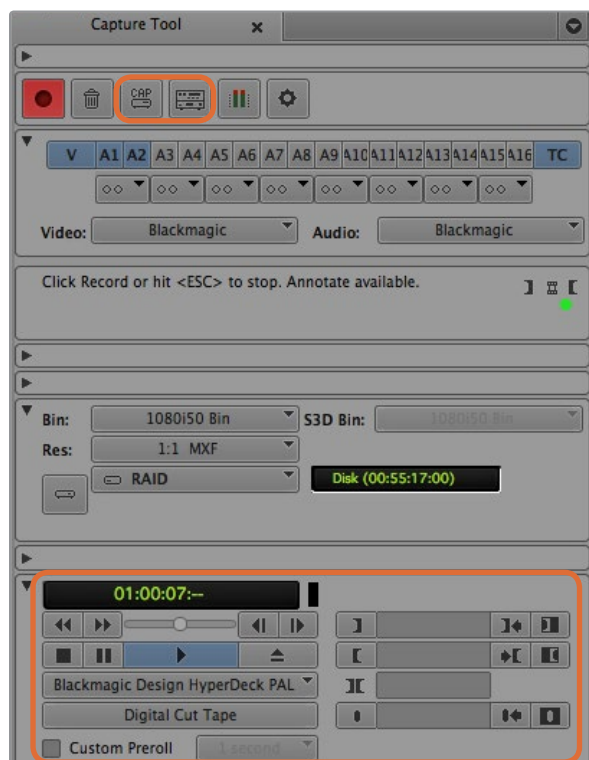 Capture Tool
CAP
V A1 A2 A3 A4 A5 A6 A7 A8 A9 A10 A11 A12 A13 A14 A15 A16 TC
Video: Blackmagic Audio: Blackmagic
Click Record or hit <ESC> to stop. Annotate available.
Bin: 1080i50 Bin S3D Bin: 1080i50 Bin
Res: 1:1 MXF
RAID Disk (00:55:17:00)
01:00:07:--
Blackmagic Design HyperDeck PAL
Digital Cut Tape
Custom Preroll 1 second